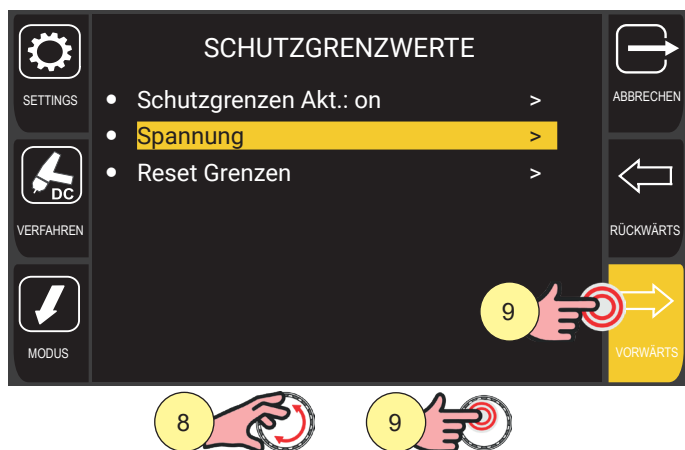 SCHUTZGRENZWERTE
SETTINGS
• Schutzgrenzen Akt.: on >
ABBRECHEN
• Spannung >
• Reset Grenzen >
DC
VERFAHREN
RÜCKWÄRTS
9
MODUS
VORWÄRTS
8
9